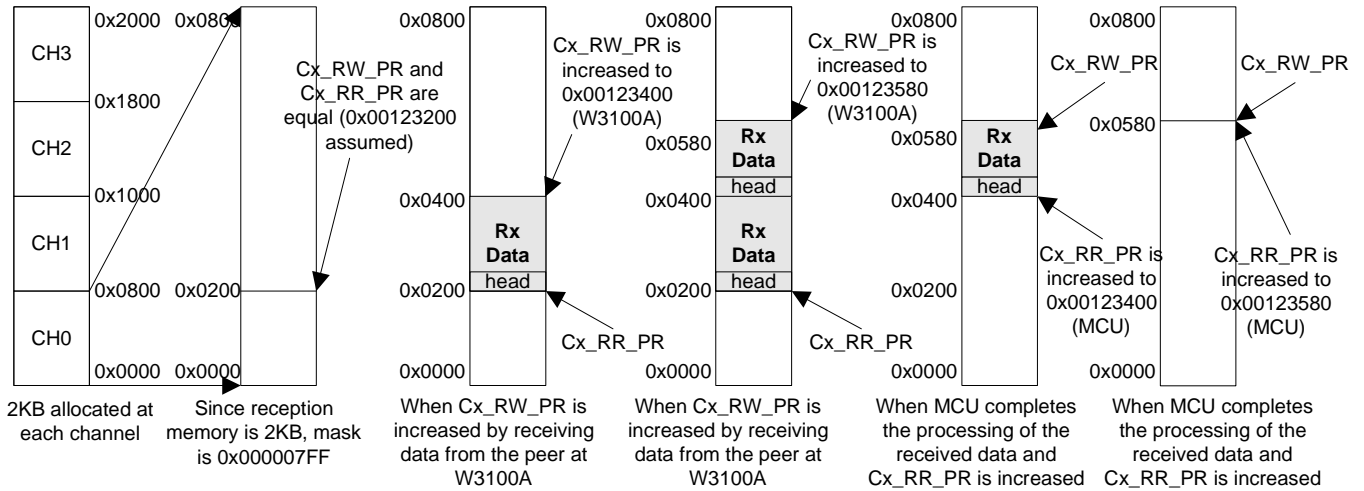 CH3
CH2
CH1
CH0
0x2000
0x1800
0x1000
0x0800
0x0000
2KB allocated at
each channel
0x0800
0x0200
0x0000
Cx_RW_PR and
Cx_RR_PR are
equal (0x00123200
assumed)
Since reception
memory is 2KB, mask
is 0x000007FF
0x0800
0x0400
0x0200
0x0000
Rx
Data
head
Cx_RW_PR is
increased to
0x00123400
(W3100A)
Cx_RR_PR
When Cx_RW_PR is
increased by receiving
data from the peer at
W3100A
0x0800
0x0580
0x0400
0x0200
0x0000
Rx
Data
head
Rx
Data
head
Cx_RW_PR is
increased to
0x00123580
(W3100A)
Cx_RR_PR
When Cx_RW_PR is
increased by receiving
data from the peer at
W3100A
0x0800
0x0580
0x0400
0x0200
0x0000
Rx
Data
head
Cx_RW_PR
Cx_RR_PR is
increased to
0x00123400
(MCU)
When MCU completes
the processing of the
received data and
Cx_RR_PR is increased
0x0800
0x0580
0x0000
Cx_RW_PR
Cx_RR_PR is
increased to
0x00123580
(MCU)
When MCU completes
the processing of the
received data and
Cx_RR_PR is increased